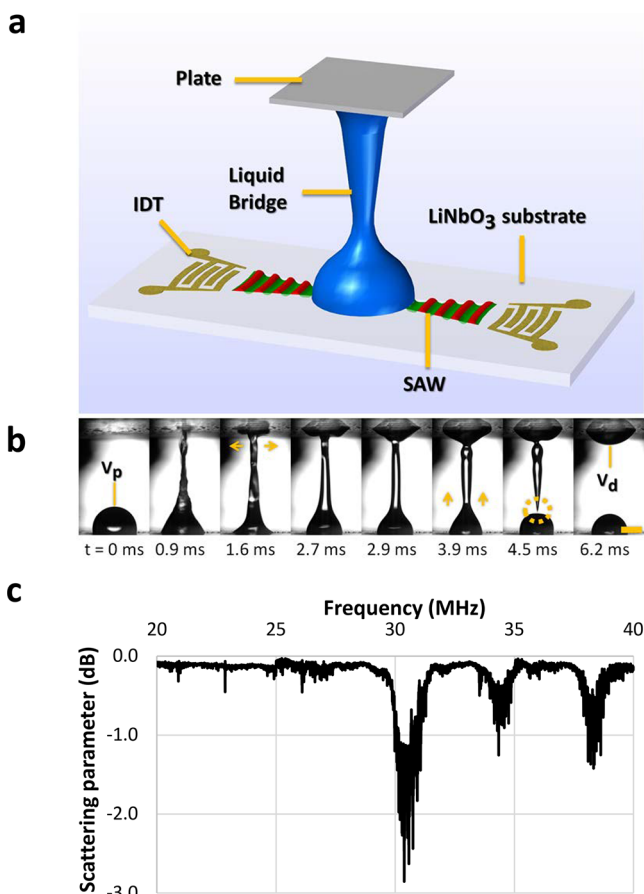 a
Plate
Liquid
Bridge
IDT
LiNbO3 substrate
SAW
b
Vp
Vd
t = 0 ms 0.9 ms 1.6 ms 2.7 ms 2.9 ms 3.9 ms 4.5 ms 6.2 ms
c
Frequency (MHz)
20 25 30 35 40
Scattering parameter (dB)
0.0
-1.0
-2.0
-3.0